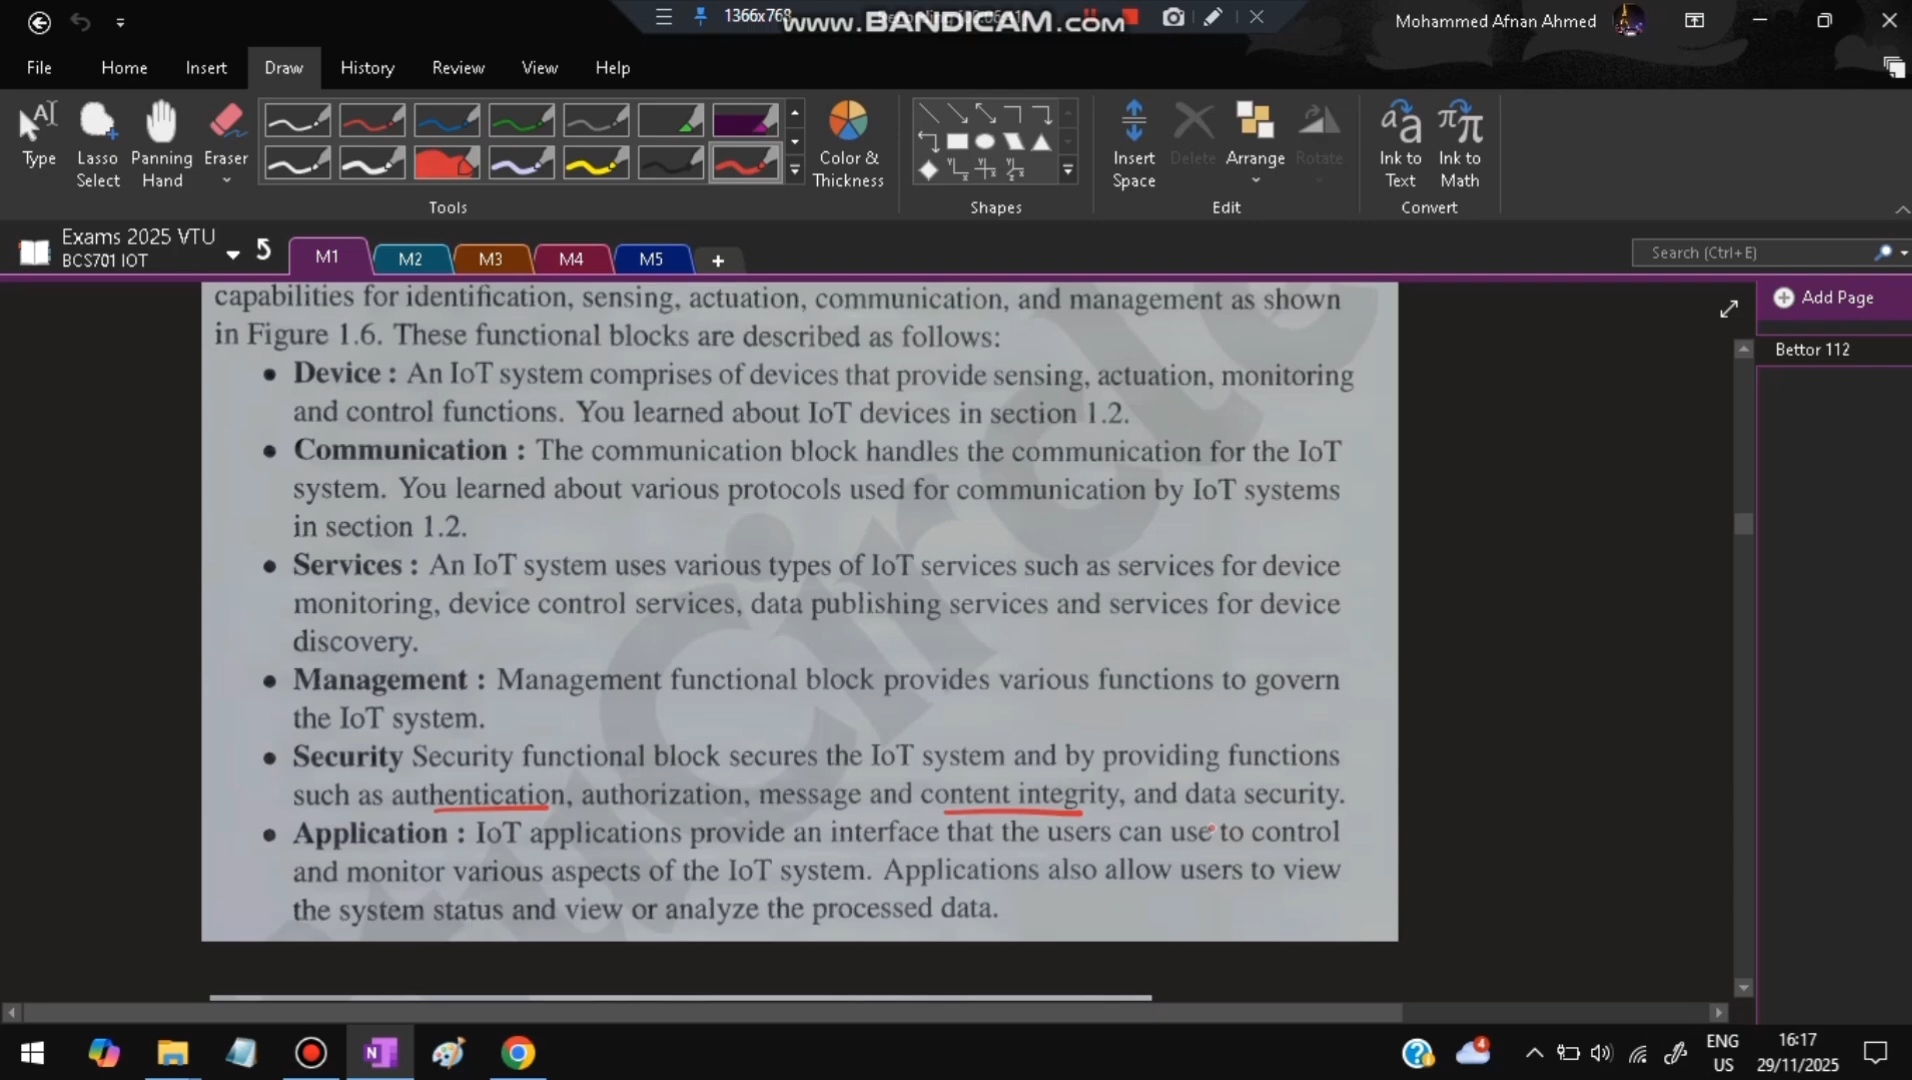 1366x768
www.BANDICAM.com
Mohammed Afnan Ahmed
File Home Insert Draw History Review View Help
Type
Lasso Select
Panning Hand
Eraser
Color & Thickness
Insert Space
Delete
Arrange
Rotate
Ink to Text
Ink to Math
Tools
Shapes
Edit
Convert
Exams 2025 VTU
BCS701 IOT
M1 M2 M3 M4 M5 +
Search (Ctrl+E)
Add Page
Bettor 112
capabilities for identification, sensing, actuation, communication, and management as shown
in Figure 1.6. These functional blocks are described as follows:
• Device : An IoT system comprises of devices that provide sensing, actuation, monitoring
and control functions. You learned about IoT devices in section 1.2.
• Communication : The communication block handles the communication for the IoT
system. You learned about various protocols used for communication by IoT systems
in section 1.2.
• Services : An IoT system uses various types of IoT services such as services for device
monitoring, device control services, data publishing services and services for device
discovery.
• Management : Management functional block provides various functions to govern
the IoT system.
• Security Security functional block secures the IoT system and by providing functions
such as authentication, authorization, message and content integrity, and data security.
• Application : IoT applications provide an interface that the users can use to control
and monitor various aspects of the IoT system. Applications also allow users to view
the system status and view or analyze the processed data.
4
ENG
US
16:17
29/11/2025